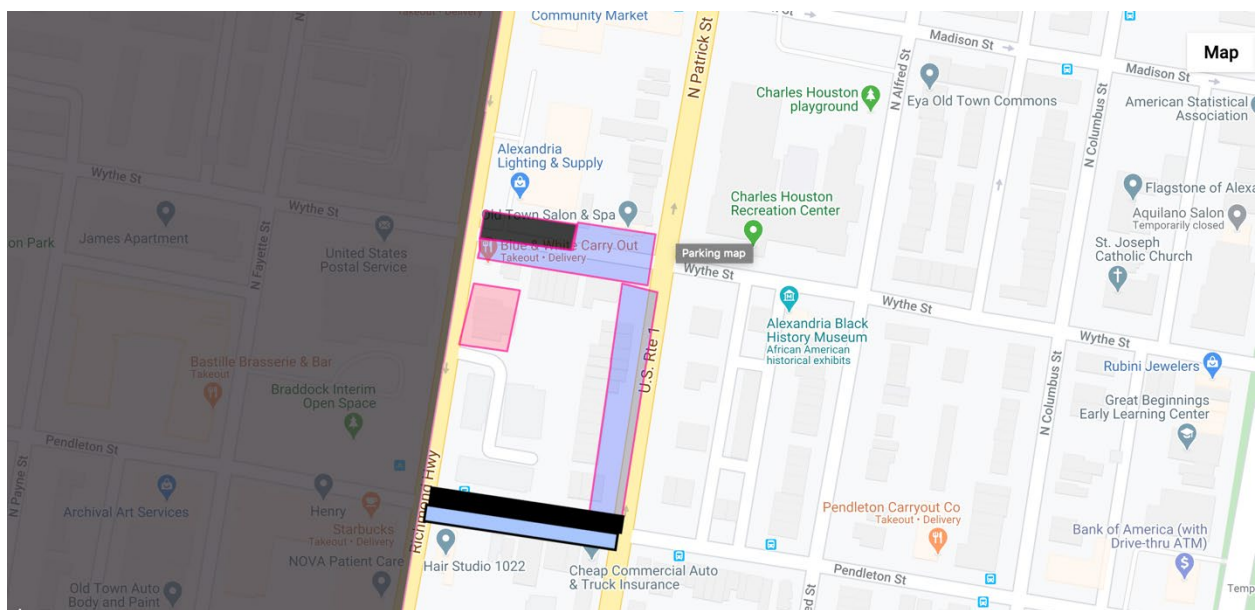 Takeout • Delivery
Community Market
N Patrick St
N Alfred St
Madison St
Madison St
Map
Charles Houston
playground
Eya Old Town Commons
American Statistical
Association
N Columbus St
Alexandria
Lighting & Supply
Wythe St
Wythe St
James Apartment
N Fayette St
United States
Postal Service
Old Town Salon & Spa
Charles Houston
Recreation Center
Flagstone of Alexa
Aquilano Salon
Temporarily closed
on Park
Blue & White Carry Out
Takeout • Delivery
Parking map
Wythe St
St. Joseph
Catholic Church
Wythe St
Alexandria Black
History Museum
African American
historical exhibits
Wythe St
U.S. Rte 1
Bastille Brasserie & Bar
Takeout
Rubini Jewelers
Braddock Interim
Open Space
Great Beginnings
Early Learning Center
N Columbus St
Pendleton St
N Payne St
Richmond Hwy
Archival Art Services
Henry
Starbucks
Takeout • Delivery
Pendleton Carryout Co
Takeout • Delivery
Bank of America (with
Drive-thru ATM)
NOVA Patient Care
Hair Studio 1022
Cheap Commercial Auto
& Truck Insurance
Pendleton St
Old Town Auto
Body and Paint
Temp